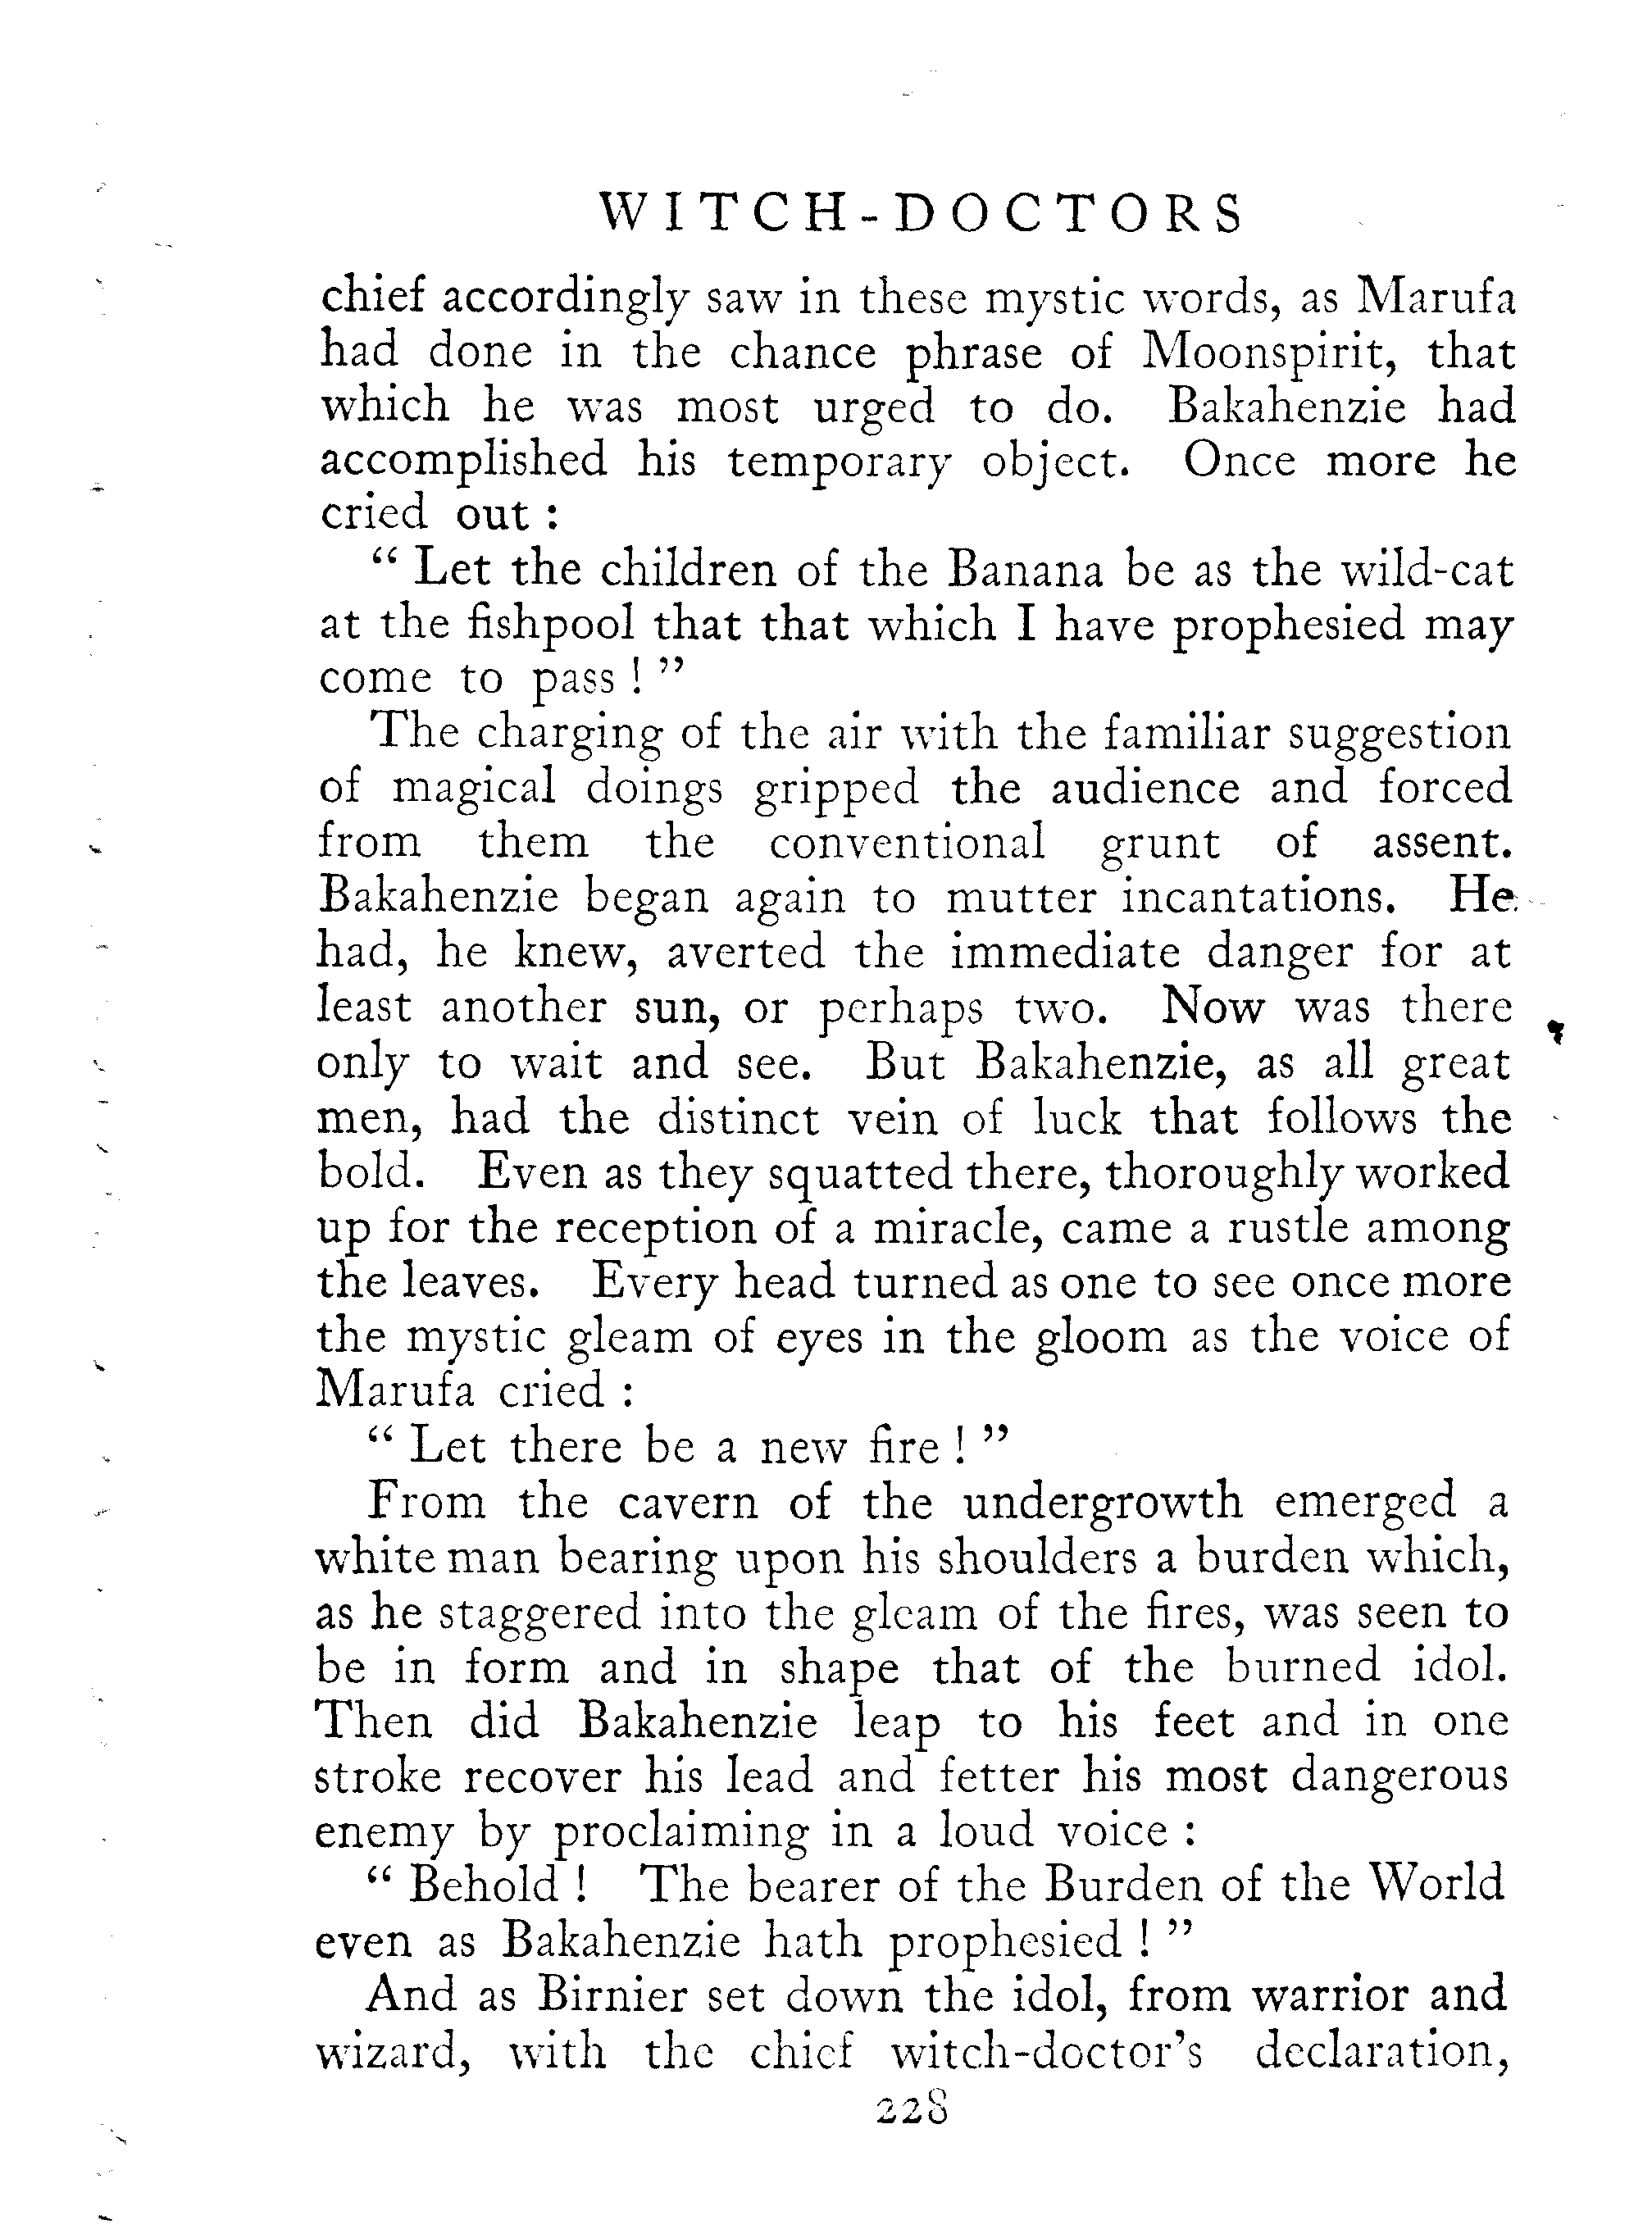 WITCH-DOCTORS
chief accordingly saw in these mystic words, as Marufa
had done in the chance phrase of Moonspirit, that
which he was most urged to do. Bakahenzie had
accomplished his temporary object. Once more he
cried out :
“ Let the children of the Banana be as the wild-cat
at the fishpool that that which I have prophesied may
come to pass ! ”
The charging of the air with the familiar suggestion
of magical doings gripped the audience and forced
from them the conventional grunt of assent.
Bakahenzie began again to mutter incantations. He
had, he knew, averted the immediate danger for at
least another sun, or perhaps two. Now was there
only to wait and see. But Bakahenzie, as all great
men, had the distinct vein of luck that follows the
bold. Even as they squatted there, thoroughly worked
up for the reception of a miracle, came a rustle among
the leaves. Every head turned as one to see once more
the mystic gleam of eyes in the gloom as the voice of
Marufa cried :
“ Let there be a new fire ! ”
From the cavern of the undergrowth emerged a
white man bearing upon his shoulders a burden which,
as he staggered into the gleam of the fires, was seen to
be in form and in shape that of the burned idol.
Then did Bakahenzie leap to his feet and in one
stroke recover his lead and fetter his most dangerous
enemy by proclaiming in a loud voice :
“ Behold ! The bearer of the Burden of the World
even as Bakahenzie hath prophesied ! ”
And as Birnier set down the idol, from warrior and
wizard, with the chief witch-doctor’s declaration,
228